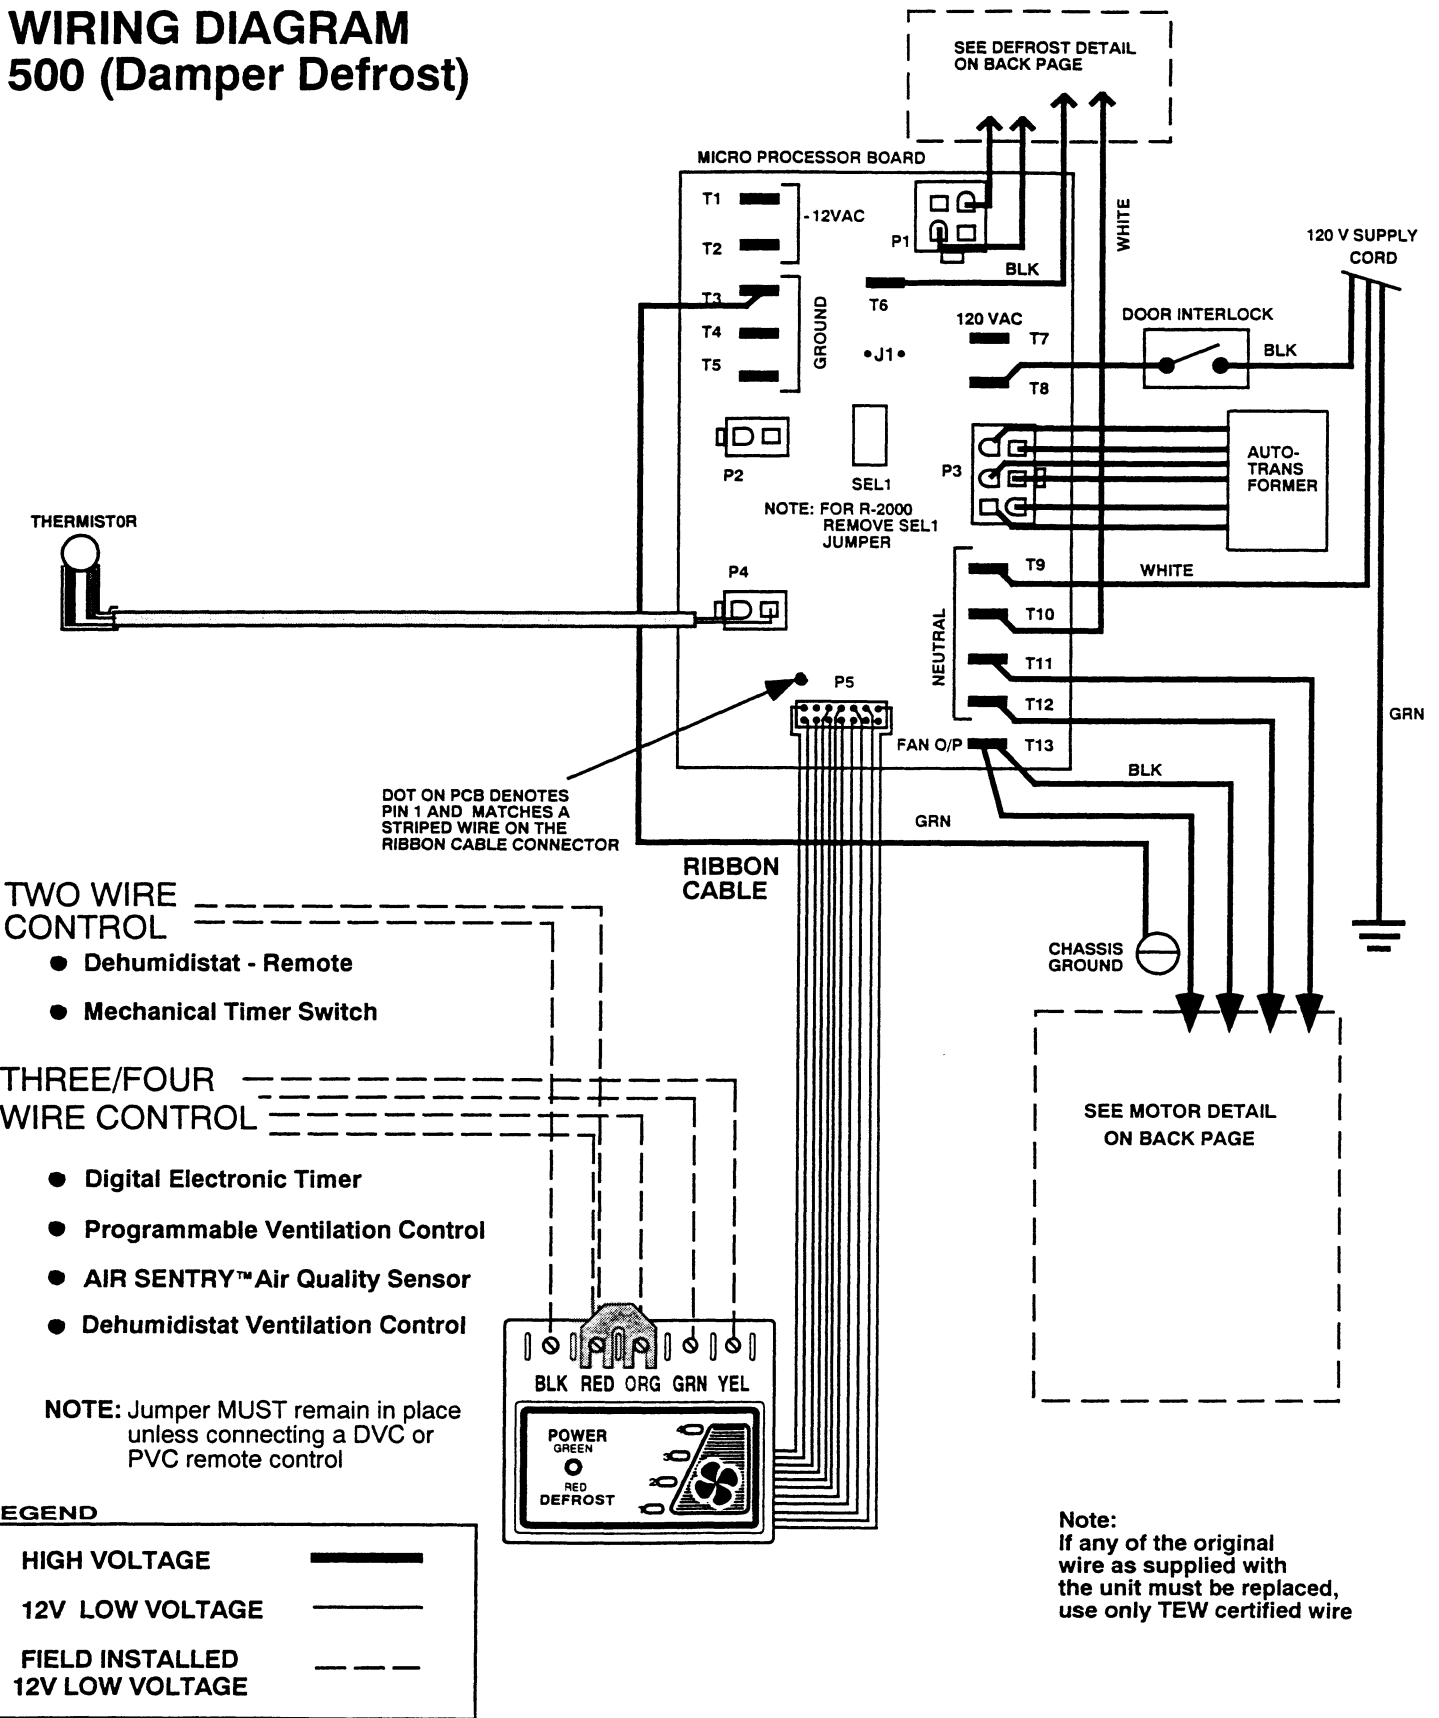 WIRING DIAGRAM
500 (Damper Defrost)
SEE DEFROST DETAIL
ON BACK PAGE
MICRO PROCESSOR BOARD
T1
T2
-12VAC
T3
T4
T5
GROUND
P1
WHITE
BLK
T6
120 VAC
T7
T8
•J1•
120 V SUPPLY
CORD
DOOR INTERLOCK
BLK
P2
SEL1
P3
AUTO-
TRANS
FORMER
NOTE: FOR R-2000
REMOVE SEL1
JUMPER
THERMISTOR
P4
T9
WHITE
T10
NEUTRAL
T11
T12
P5
FAN O/P
T13
GRN
BLK
DOT ON PCB DENOTES
PIN 1 AND MATCHES A
STRIPED WIRE ON THE
RIBBON CABLE CONNECTOR
GRN
RIBBON
CABLE
CHASSIS
GROUND
TWO WIRE
CONTROL
● Dehumidistat - Remote
● Mechanical Timer Switch
THREE/FOUR
WIRE CONTROL
● Digital Electronic Timer
● Programmable Ventilation Control
● AIR SENTRY™ Air Quality Sensor
● Dehumidistat Ventilation Control
SEE MOTOR DETAIL
ON BACK PAGE
BLK RED ORG GRN YEL
NOTE: Jumper MUST remain in place
unless connecting a DVC or
PVC remote control
POWER
GREEN
RED
DEFROST
4
3
2
1
EGEND
HIGH VOLTAGE
12V LOW VOLTAGE
FIELD INSTALLED
12V LOW VOLTAGE
Note:
If any of the original
wire as supplied with
the unit must be replaced,
use only TEW certified wire